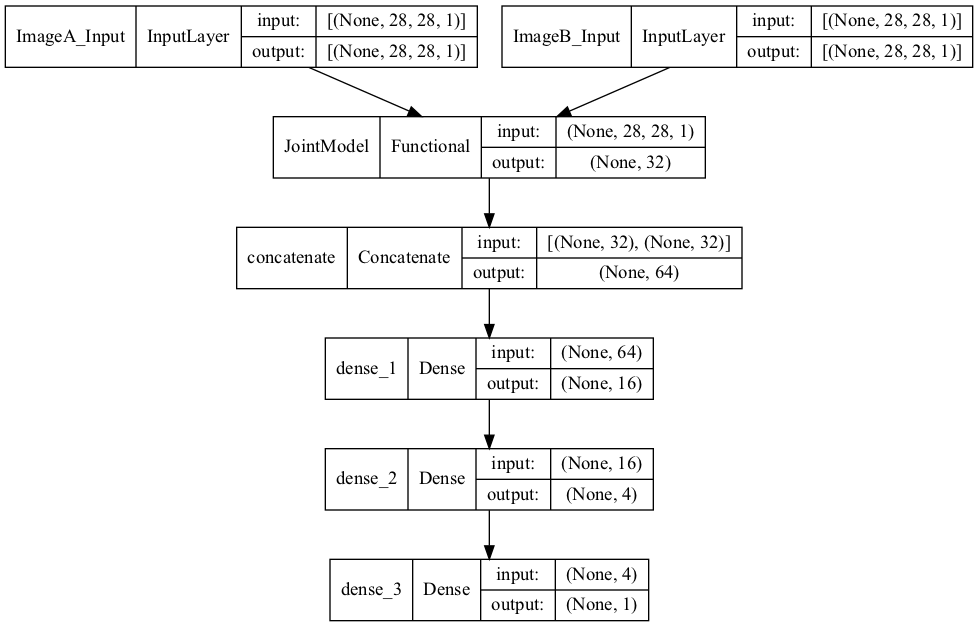 ImageA_Input InputLayer input: [(None, 28, 28, 1)]
output: [(None, 28, 28, 1)]
ImageB_Input InputLayer input: [(None, 28, 28, 1)]
output: [(None, 28, 28, 1)]
JointModel Functional input: (None, 28, 28, 1)
output: (None, 32)
concatenate Concatenate input: [(None, 32), (None, 32)]
output: (None, 64)
dense_1 Dense input: (None, 64)
output: (None, 16)
dense_2 Dense input: (None, 16)
output: (None, 4)
dense_3 Dense input: (None, 4)
output: (None, 1)